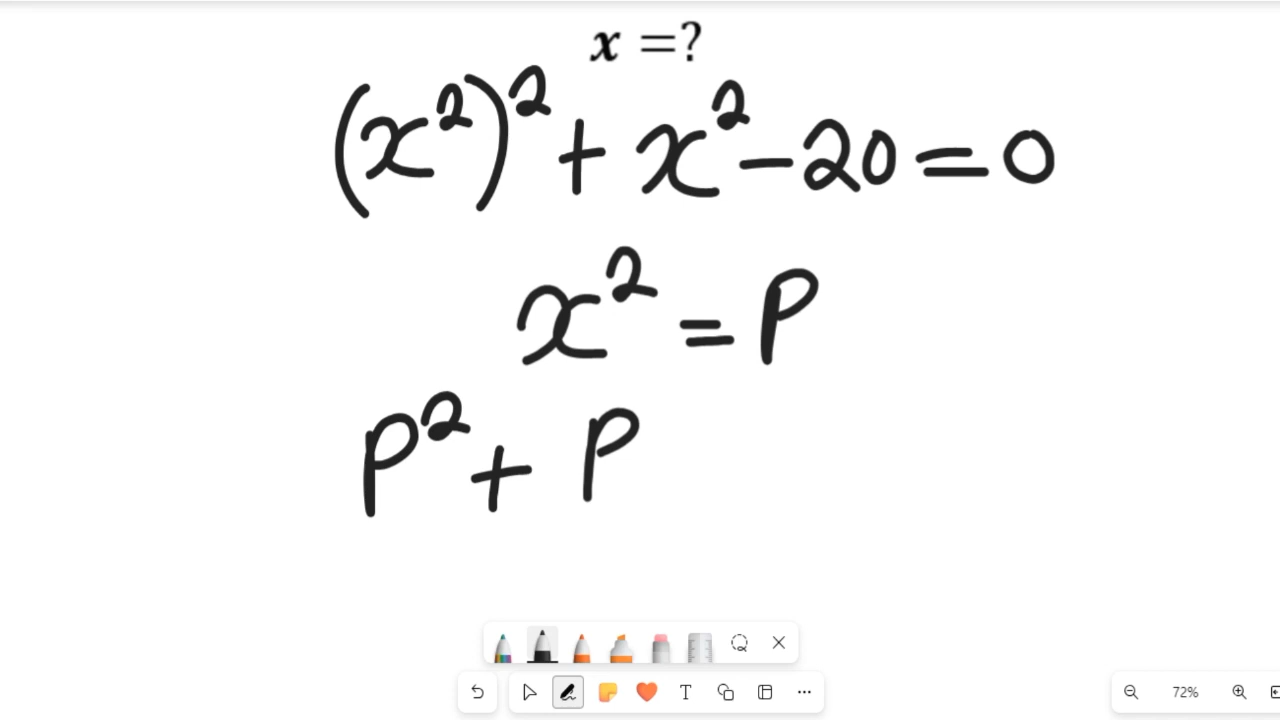 x =?
(x²)² + x² - 20 = 0
x² = P
P² + P
T
72%